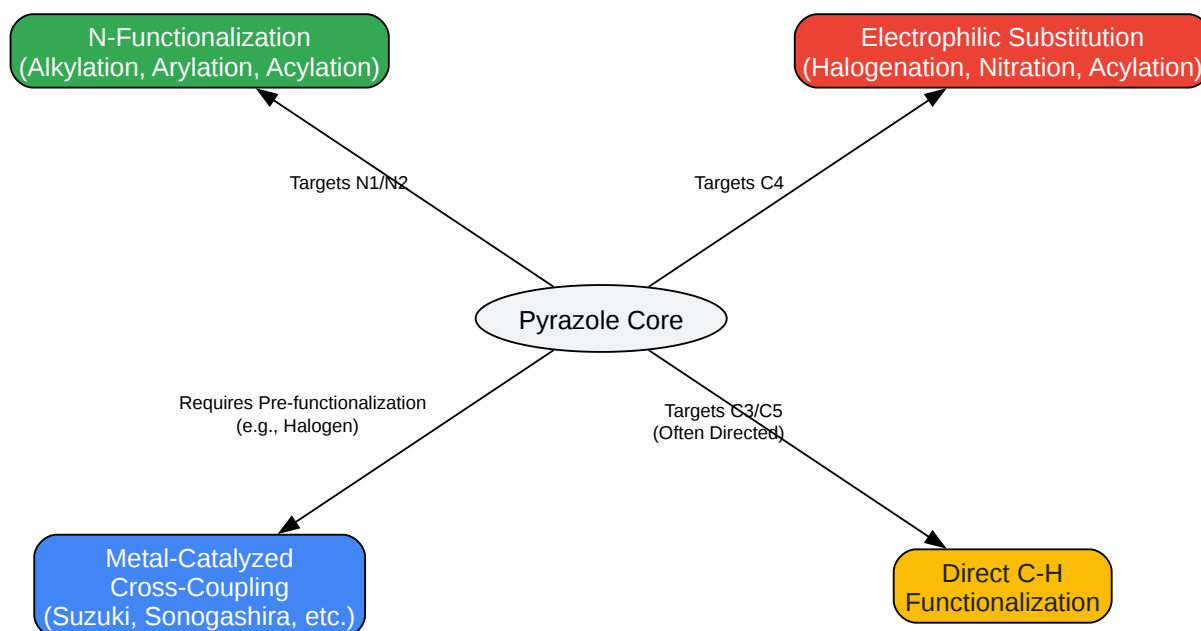 N-Functionalization
(Alkylation, Arylation, Acylation)
Electrophilic Substitution
(Halogenation, Nitration, Acylation)
Targets N1/N2
Targets C4
Pyrazole Core
Requires Pre-functionalization
(e.g., Halogen)
Targets C3/C5
(Often Directed)
Metal-Catalyzed
Cross-Coupling
(Suzuki, Sonogashira, etc.)
Direct C-H
Functionalization